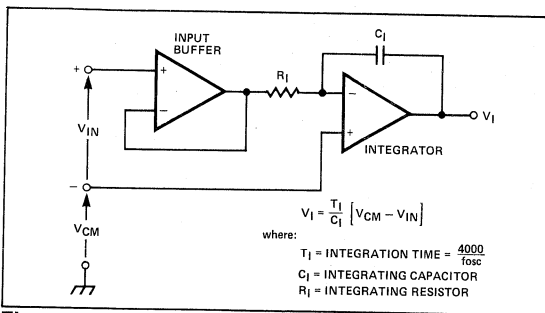 INPUT
BUFFER
+
+
−
R_I
C_I
−
+
V_I
INTEGRATOR
V_IN
−
V_CM
V_I = T_I/C_I [V_CM − V_IN]
where:
T_I = INTEGRATION TIME = 4000/fosc
C_I = INTEGRATING CAPACITOR
R_I = INTEGRATING RESISTOR